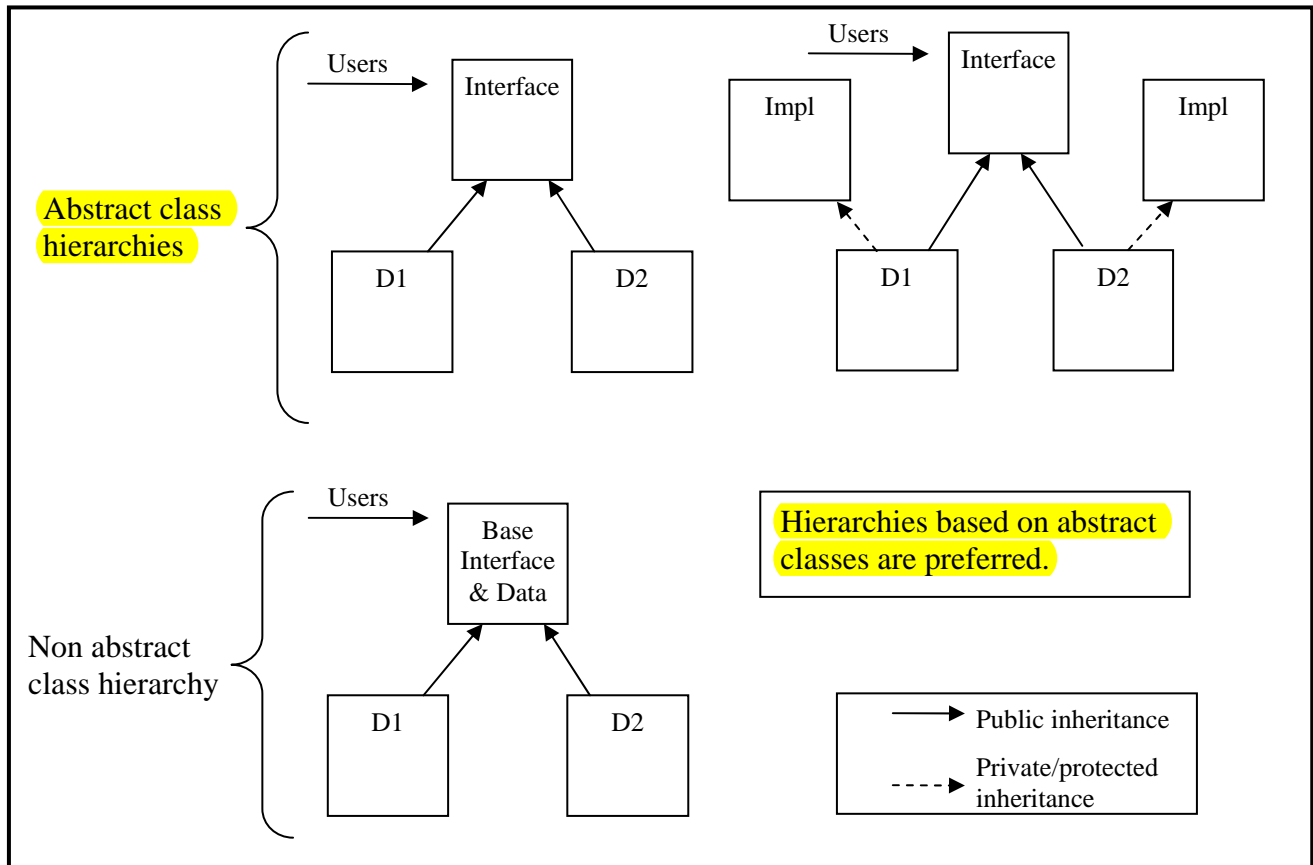 Users
Interface
D1
D2
Users
Interface
Impl
Impl
D1
D2
Abstract class
hierarchies
Users
Base
Interface
& Data
D1
D2
Non abstract
class hierarchy
Hierarchies based on abstract
classes are preferred.
Public inheritance
Private/protected
inheritance